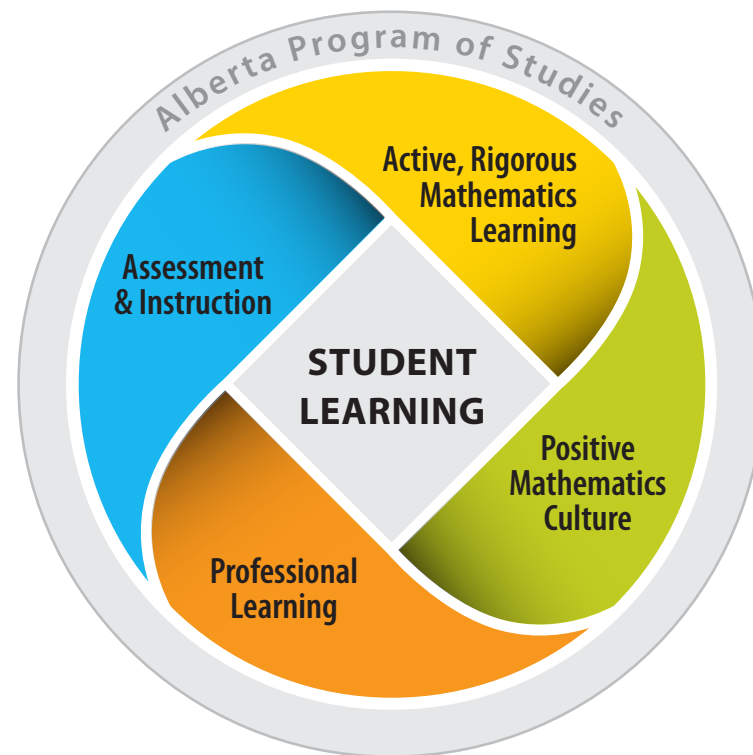 Alberta Program of Studies
Active, Rigorous
Mathematics
Learning
Assessment
& Instruction
STUDENT
LEARNING
Positive
Mathematics
Culture
Professional
Learning